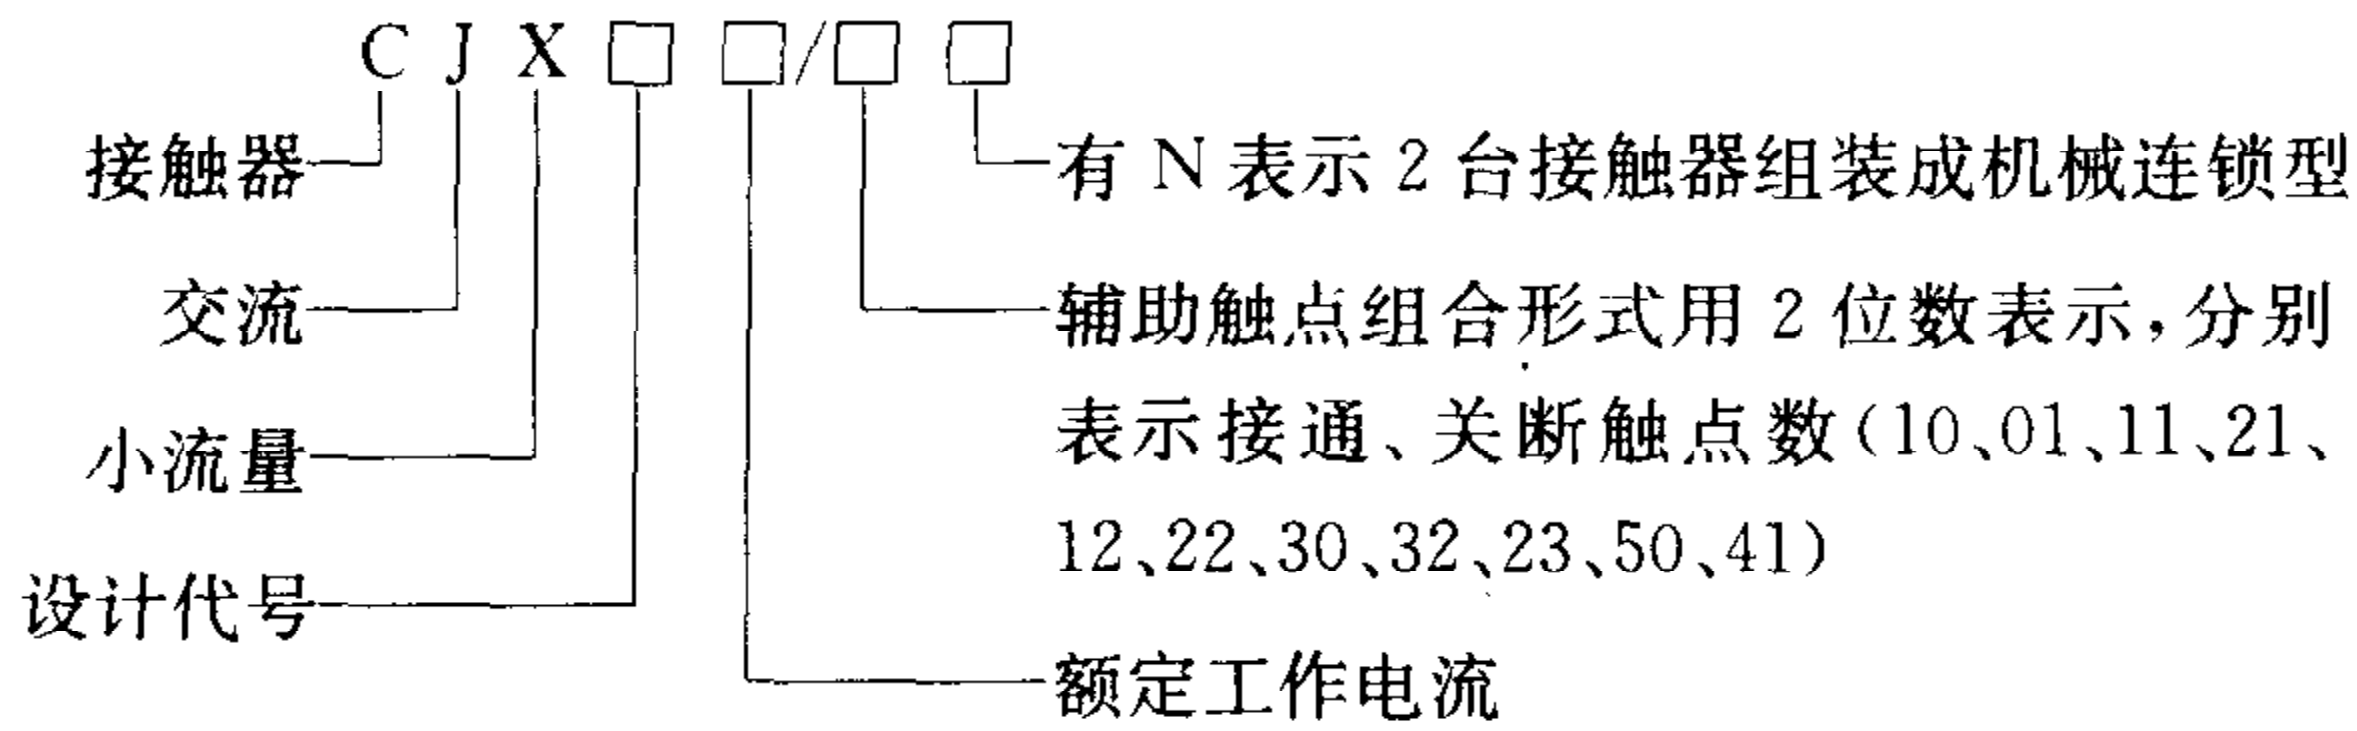 C J X □ □/□ □
接触器
有 N 表示 2 台接触器组装成机械连锁型
交流
辅助触点组合形式用 2 位数表示，分别
表示接通、关断触点数(10、01、11、21、
小流量
12、22、30、32、23、50、41)
设计代号
额定工作电流